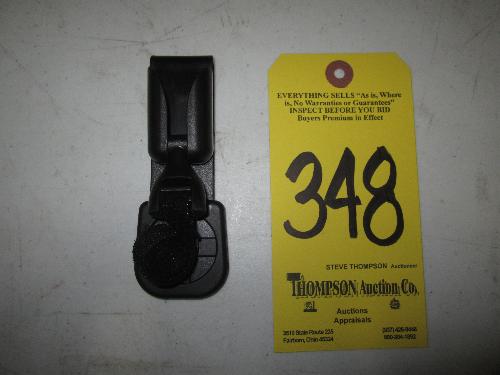 EVERYTHING SELLS "As is, Where
is, No Warranties or Guarantees"
INSPECT BEFORE YOU BID
Buyers Premium in Effect
348
STEVE THOMPSON Auctioneer
THOMPSON Auction Co.
Auctions
Appraisals
Fairborn, Ohio 45324